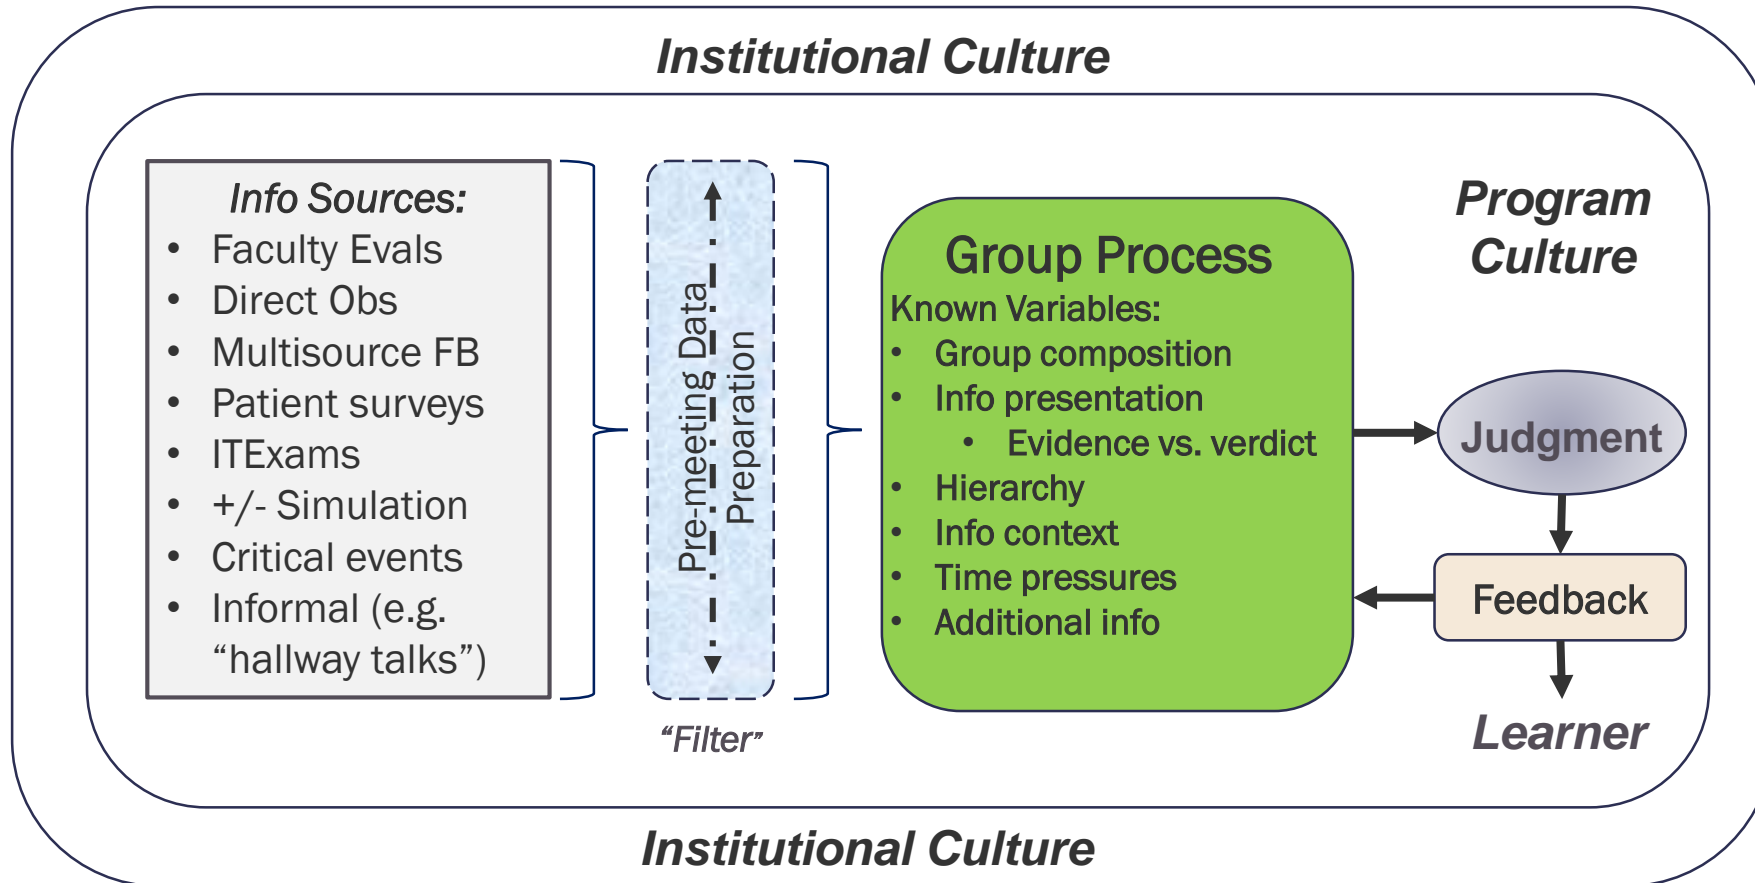 Institutional Culture
Info Sources:
• Faculty Evals
• Direct Obs
• Multisource FB
• Patient surveys
• ITExams
• +/- Simulation
• Critical events
• Informal (e.g.
“hallway talks”)
Pre-meeting Data
Preparation
“Filter”
Group Process
Known Variables:
• Group composition
• Info presentation
• Evidence vs. verdict
• Hierarchy
• Info context
• Time pressures
• Additional info
Program
Culture
Judgment
Feedback
Learner
Institutional Culture